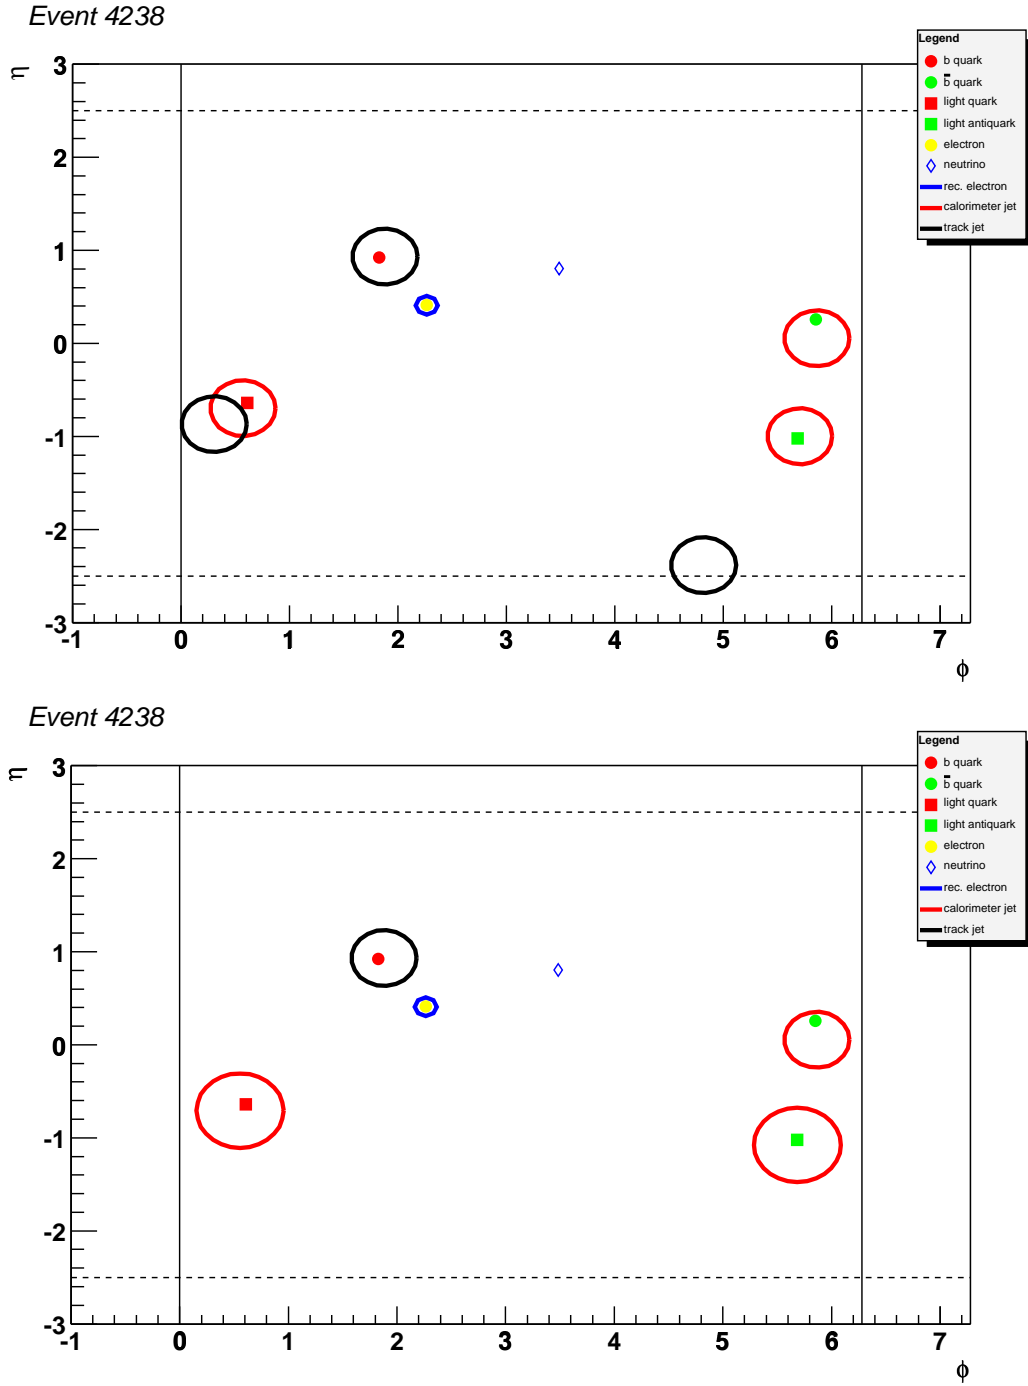 Event 4238
η
3
2
1
0
-1
-2
-3
-1 0 1 2 3 4 5 6 7
ϕ
Legend
b quark
b̄ quark
light quark
light antiquark
electron
neutrino
rec. electron
calorimeter jet
track jet
Event 4238
η
3
2
1
0
-1
-2
-3
-1 0 1 2 3 4 5 6 7
ϕ
Legend
b quark
b̄ quark
light quark
light antiquark
electron
neutrino
rec. electron
calorimeter jet
track jet